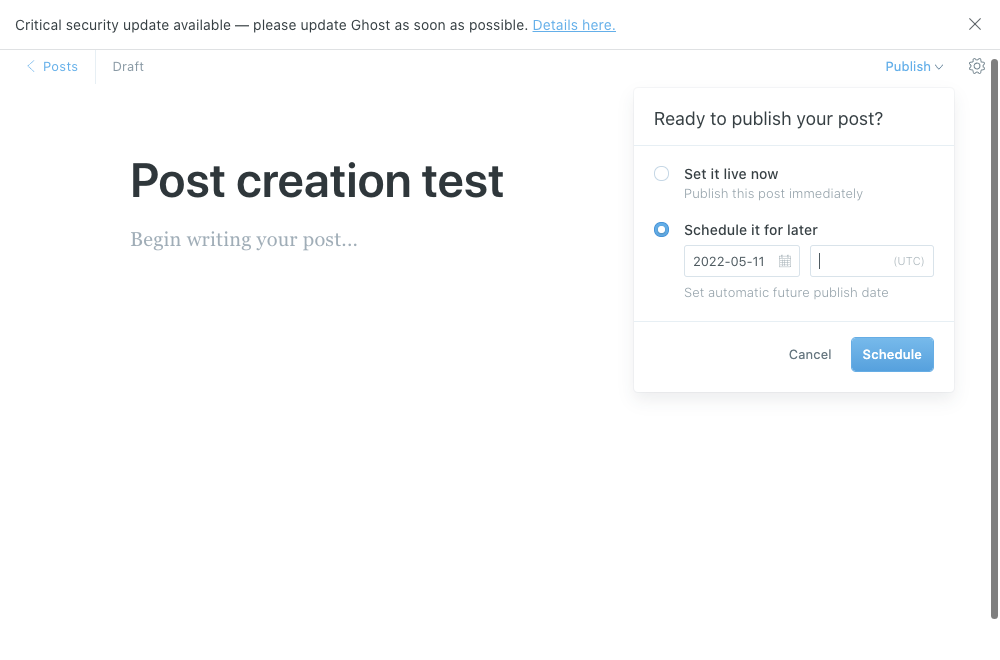 Critical security update available — please update Ghost as soon as possible. Details here.
Posts Draft Publish
Ready to publish your post?
Set it live now
Publish this post immediately
Schedule it for later
2022-05-11 (UTC)
Set automatic future publish date
Cancel Schedule
Post creation test
Begin writing your post...